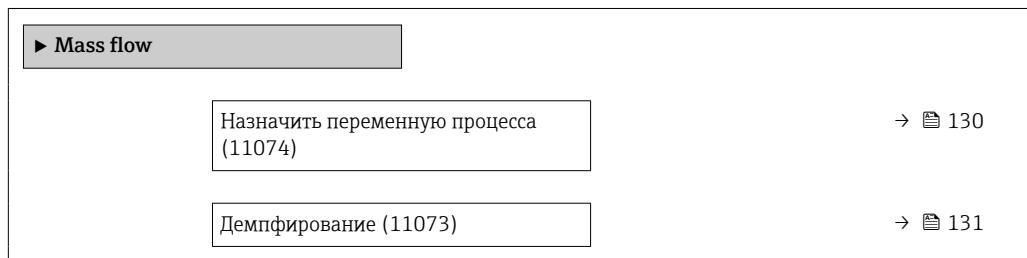 ► Mass flow
Назначить переменную процесса
(11074)
→ 130
Демпфирование (11073)
→ 131